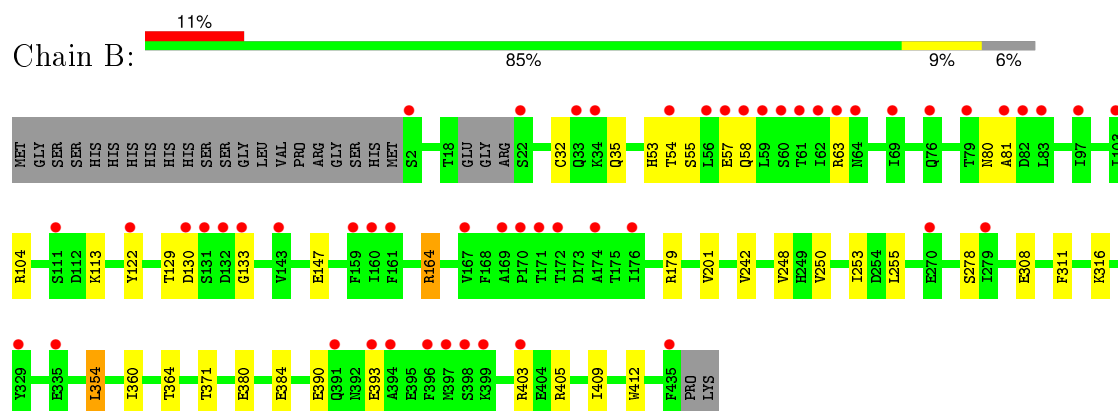 11%
Chain B:
85% 9% 6%
MET GLY SER SER HIS HIS HIS HIS HIS HIS HIS SER SER GLY LEU VAL PRO ARG GLY SER HIS MET S2 T18 GLU GLY ARG S22 C32 Q33 K34 Q35 H53 T54 S55 L56 E57 Q58 L59 S60 T61 I62 R63 N64 I69 Q76 T79 N80 A81 D82 L83 I97 I103
R104 S111 D112 K113 Y122 T129 D130 S131 D132 G133 V143 E147 F159 I160 F161 R164 V167 F168 A169 P170 T171 T172 D173 A174 T175 I176 R179 V201 V242 V248 H249 V250 I253 D254 L255 E270 S278 I279 E308 F311 K316
Y329 E335 L354 I360 T364 T371 E380 E384 E390 Q391 N392 E393 A394 E395 F396 M397 S398 K399 R403 E404 R405 I409 W412 F435 PRO LYS